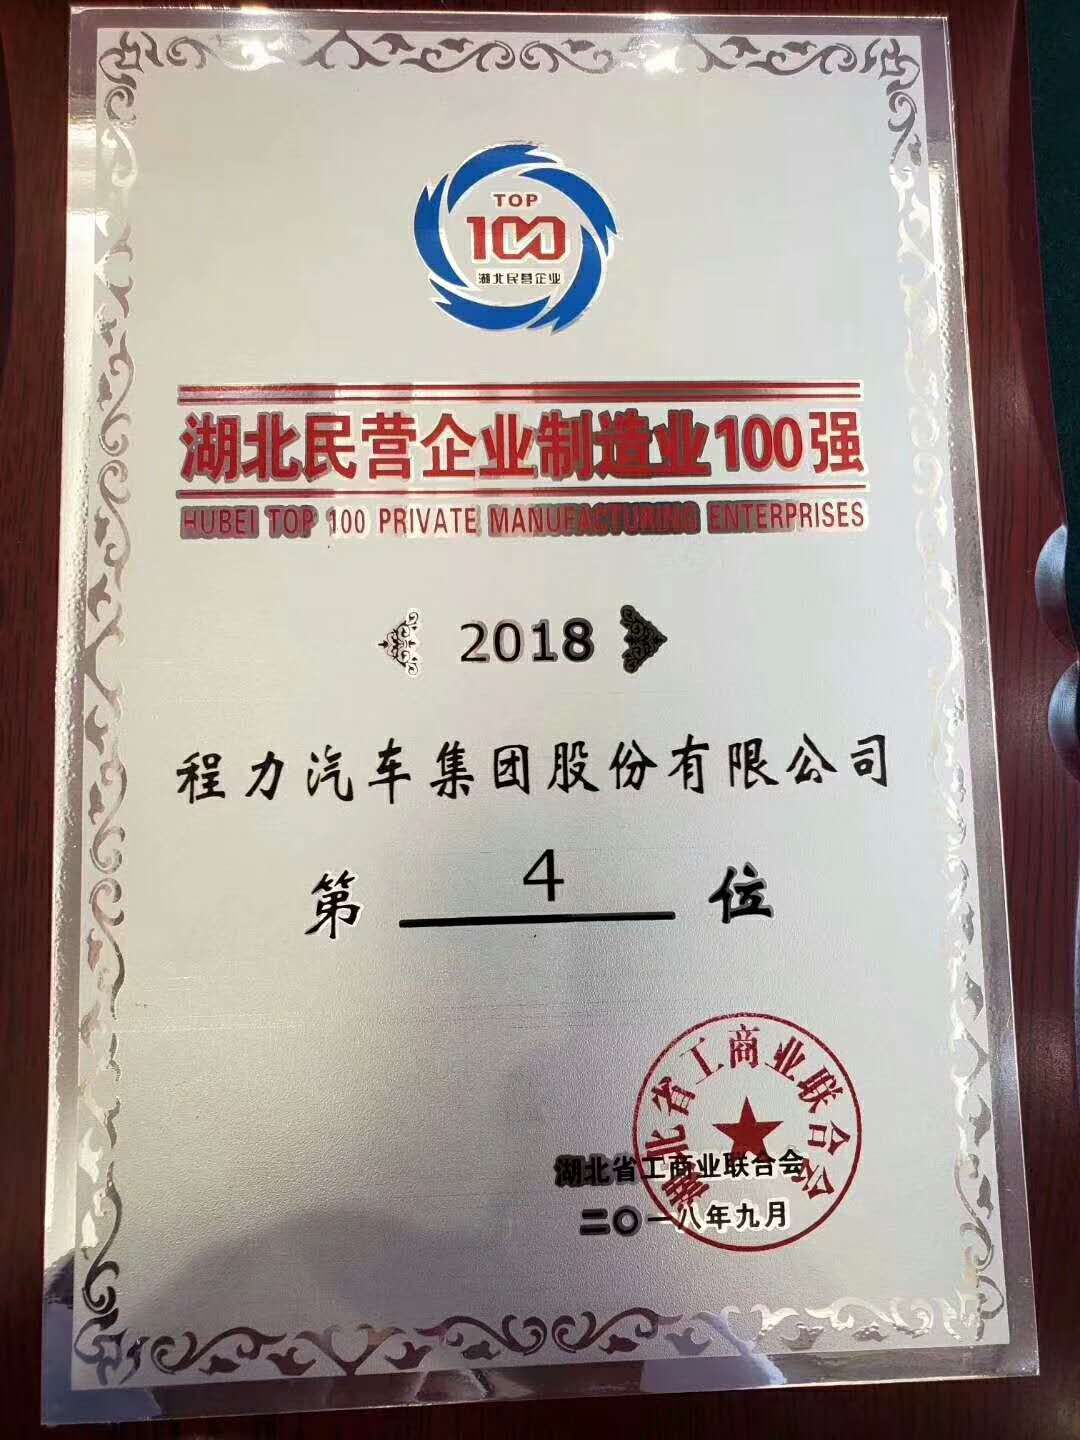 TOP
100
湖北民营企业
湖北民营企业制造业100强
HUBEI TOP 100 PRIVATE MANUFACTURING ENTERPRISES
2018
程力汽车集团股份有限公司
第 4 位
湖北省工商业联合会
湖北省工商业联合会
二〇一八年九月